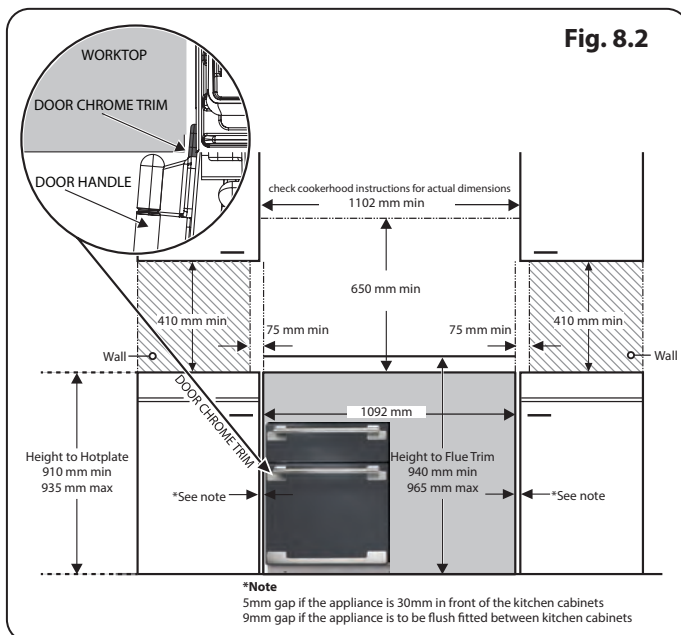 Fig. 8.2
WORKTOP
DOOR CHROME TRIM
DOOR HANDLE
check cookerhood instructions for actual dimensions
1102 mm min
650 mm min
410 mm min
410 mm min
75 mm min
75 mm min
Wall
Wall
DOOR CHROME TRIM
1092 mm
Height to Hotplate
910 mm min
935 mm max
Height to Flue Trim
940 mm min
965 mm max
*See note
*See note
*Note
5mm gap if the appliance is 30mm in front of the kitchen cabinets
9mm gap if the appliance is to be flush fitted between kitchen cabinets